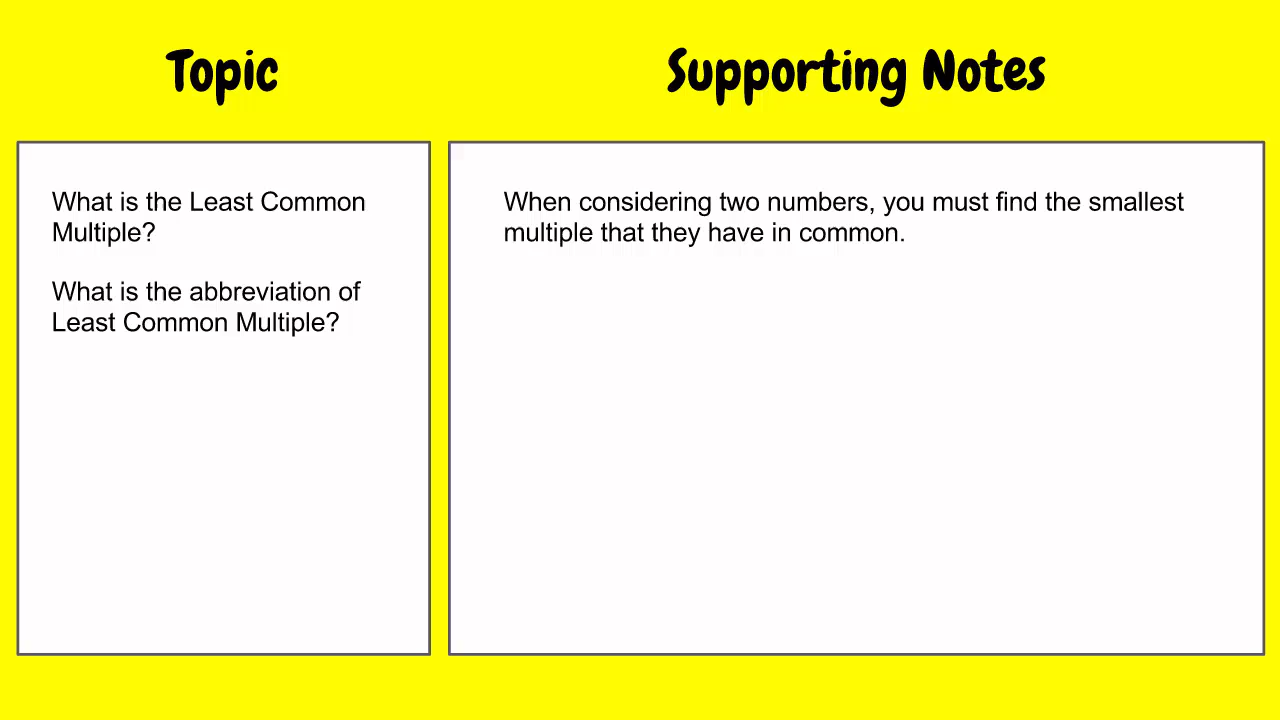 Topic
Supporting Notes
What is the Least Common
Multiple?
What is the abbreviation of
Least Common Multiple?
When considering two numbers, you must find the smallest
multiple that they have in common.